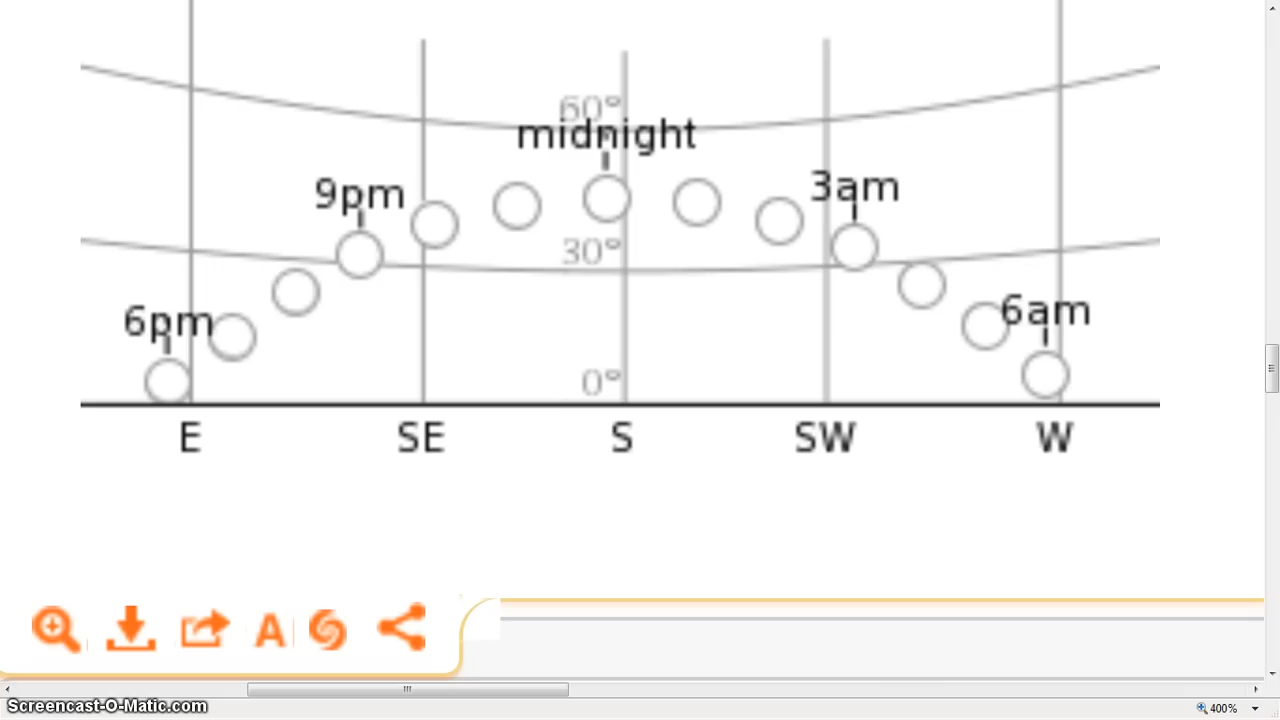 60°
midnight
9pm
3am
30°
6pm
6am
0°
E SE S SW W
A
Screencast-O-Matic.com
400%